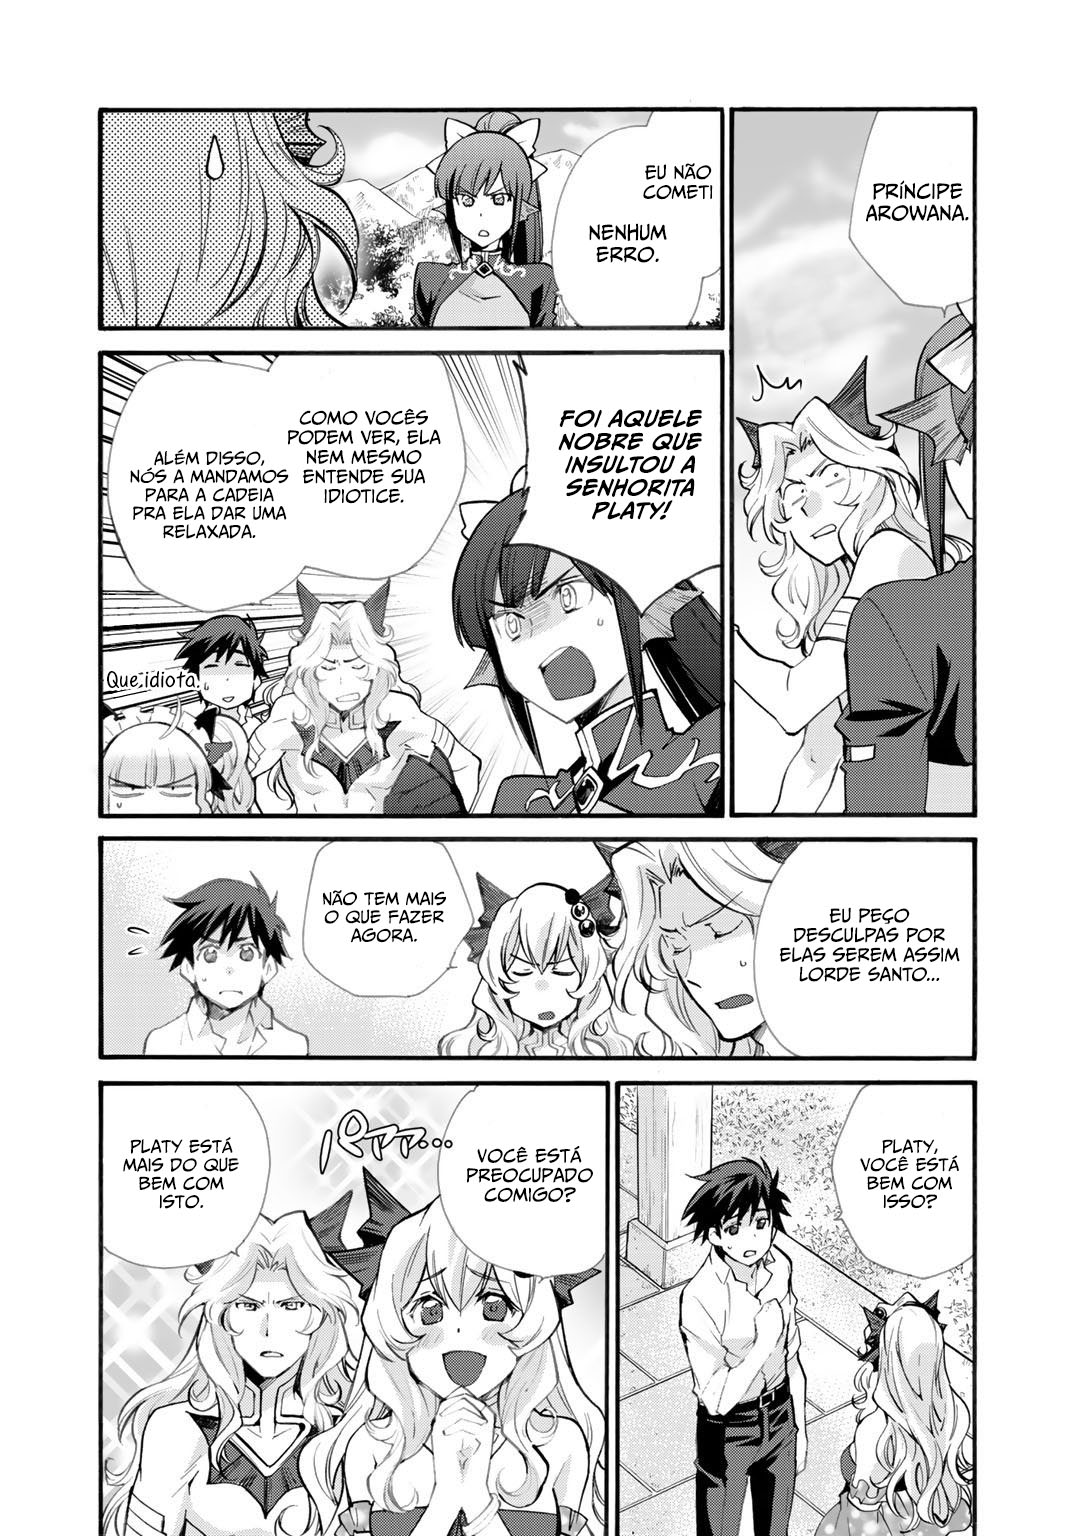 PRÍNCIPE
AROWANA.
EU NÃO
COMETI
NENHUM
ERRO.
FOI AQUELE
NOBRE QUE
INSULTOU A
SENHORITA
PLATY!
COMO VOCÊS
PODEM VER, ELA
NEM MESMO
ENTENDE SUA
IDIOTICE.
ALÉM DISSO,
NÓS A MANDAMOS
PARA A CADEIA
PRA ELA DAR UMA
RELAXADA.
Que idiota.
EU PEÇO
DESCULPAS POR
ELAS SEREM ASSIM
LORDE SANTO...
NÃO TEM MAIS
O QUE FAZER
AGORA.
PLATY,
VOCÊ ESTÁ
BEM COM
ISSO?
VOCÊ ESTÁ
PREOCUPADO
COMIGO?
パアア...
PLATY ESTÁ
MAIS DO QUE
BEM COM
ISTO.